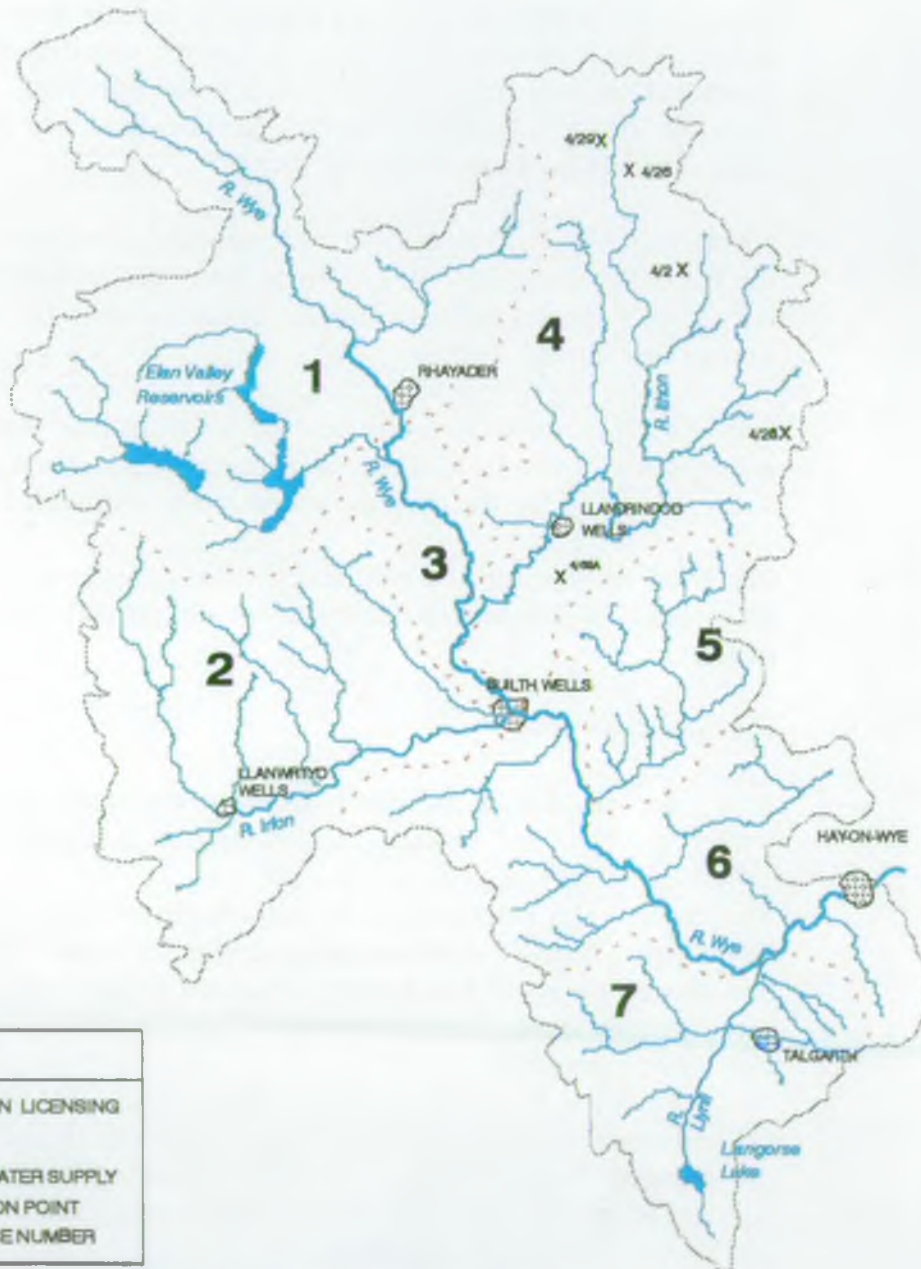 4/29X
X 4/26
R. Wye
4/2 X
4
1
Elan Valley
Reservoirs
RHAYADER
R. Ithon
4/28X
R. Wye
LLANDRINDOD
WELLS
3
X
5
2
BUILTH WELLS
LLANWRTYD
WELLS
R. Irfon
6
HAY-ON-WYE
R. Wye
7
TALGARTH
R.
Llynfi
Llangorse
Lake
N LICENSING
ATER SUPPLY
ON POINT
E NUMBER